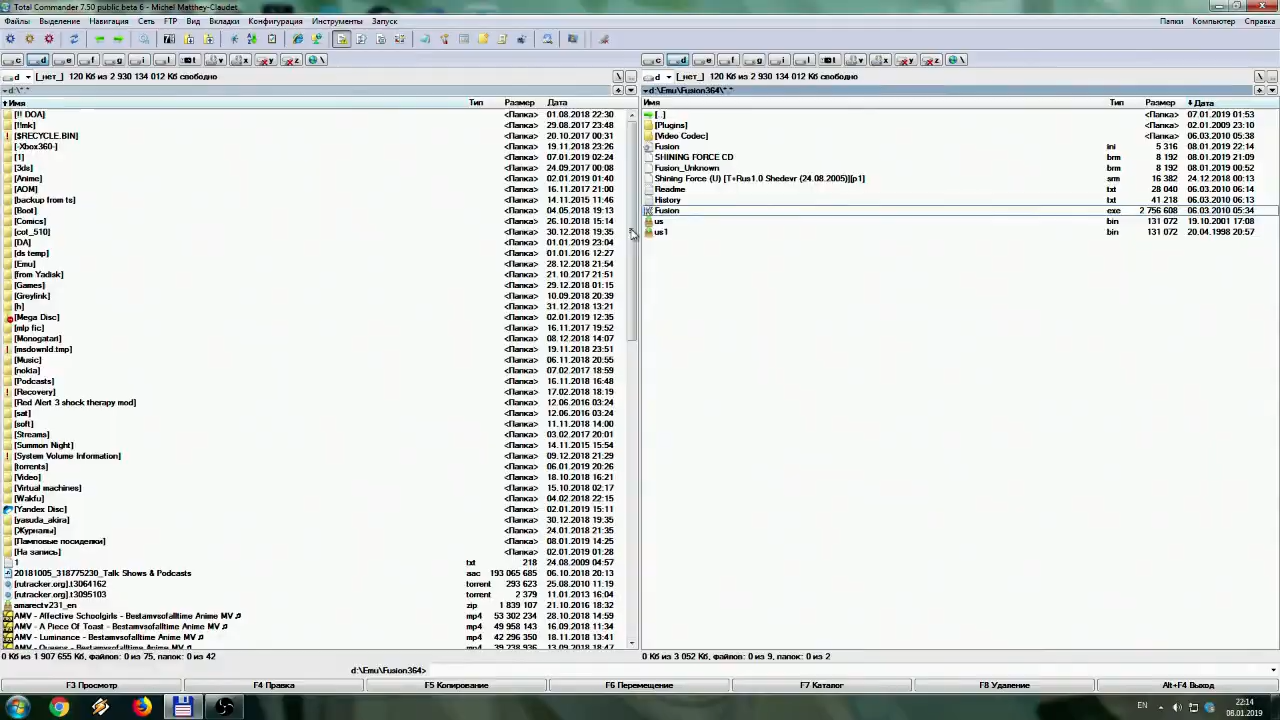 Total Commander 7.50 public beta 6 - Michel Matthey-Claudet
Файлы Выделение Навигация Сеть FTP Вид Вкладки Конфигурация Инструменты Запуск Папки Компьютер Справка
c d e f g i l t v x y z \
c d e f g i l t v x y z \
d [_нет_] 120 Кб из 2 930 134 012 Кб свободно \ ..
d [_нет_] 120 Кб из 2 930 134 012 Кб свободно \ ..
d:\*.*
d:\Emu\Fusion364\*.*
Имя Тип Размер Дата
[!! DOA] <Папка> 01.08.2018 22:30
[!!mk] <Папка> 29.08.2017 23:48
[$RECYCLE.BIN] <Папка> 20.10.2017 00:31
[-Xbox360-] <Папка> 19.11.2018 23:26
[1] <Папка> 07.01.2019 02:24
[3ds] <Папка> 24.09.2017 00:08
[Anime] <Папка> 02.01.2019 01:40
[AOM] <Папка> 16.11.2017 21:00
[backup from ts] <Папка> 14.11.2015 11:46
[Boot] <Папка> 04.05.2018 19:13
[Comics] <Папка> 26.10.2018 15:14
[cot_510] <Папка> 30.12.2018 19:35
[DA] <Папка> 01.01.2019 23:04
[ds temp] <Папка> 01.01.2016 12:27
[Emu] <Папка> 28.12.2018 21:54
[from Yadisk] <Папка> 21.10.2017 21:51
[Games] <Папка> 29.12.2018 01:15
[Greylink] <Папка> 10.09.2018 20:39
[h] <Папка> 31.12.2018 13:21
[Mega Disc] <Папка> 02.01.2019 12:35
[mlp fic] <Папка> 16.11.2017 19:52
[Monogatari] <Папка> 08.12.2018 14:07
[msdownld.tmp] <Папка> 19.11.2018 23:51
[Music] <Папка> 06.11.2018 20:55
[nokia] <Папка> 07.02.2017 18:59
[Podcasts] <Папка> 16.11.2018 16:48
[Recovery] <Папка> 17.02.2018 18:19
[Red Alert 3 shock therapy mod] <Папка> 12.06.2016 03:24
[sat] <Папка> 12.06.2016 03:24
[soft] <Папка> 11.11.2018 14:00
[Streams] <Папка> 03.02.2017 20:01
[Summon Night] <Папка> 14.11.2015 15:54
[System Volume Information] <Папка> 09.12.2018 21:29
[torrents] <Папка> 06.01.2019 20:26
[Video] <Папка> 18.10.2018 16:21
[Virtual machines] <Папка> 15.10.2018 02:17
[Wakfu] <Папка> 04.02.2018 22:15
[Yandex Disc] <Папка> 02.01.2019 15:11
[yasuda_akira] <Папка> 30.12.2018 19:35
[Журналы] <Папка> 24.01.2018 21:35
[Ламповые посиделки] <Папка> 08.01.2019 14:25
[На запись] <Папка> 02.01.2019 01:28
1 txt 218 24.08.2009 04:57
20181005_318775230_Talk Shows & Podcasts aac 193 065 685 06.10.2018 20:13
[rutracker.org].t3064162 torrent 293 623 25.08.2010 11:19
[rutracker.org].t3095103 torrent 2 379 11.01.2013 16:04
amarectv231_en zip 1 839 107 21.10.2016 18:32
AMV - Affective Schoolgirls - Bestamvsofalltime Anime MV ♫ mp4 53 302 234 28.10.2018 14:59
AMV - A Piece Of Toast - Bestamvsofalltime Anime MV ♫ mp4 49 958 143 16.09.2018 11:34
AMV - Luminance - Bestamvsofalltime Anime MV ♫ mp4 42 296 350 18.11.2018 13:41
AMV - Queens - Bestamvsofalltime Anime MV ♫ mp4 39 738 936 13.09.2018 18:47
Имя Тип Размер Дата
[..] <Папка> 07.01.2019 01:53
[Plugins] <Папка> 02.01.2009 23:10
[Video Codec] <Папка> 06.03.2010 05:38
Fusion ini 5 316 08.01.2019 22:14
SHINING FORCE CD brm 8 192 08.01.2019 21:09
Fusion_Unknown brm 8 192 08.01.2019 00:52
Shining Force (U) [T+Rus1.0 Shedevr (24.08.2005)][p1] srm 16 382 24.12.2018 00:13
Readme txt 28 040 06.03.2010 06:14
History txt 41 218 06.03.2010 06:13
Fusion exe 2 756 608 06.03.2010 05:34
us bin 131 072 19.10.2001 17:08
us1 bin 131 072 20.04.1998 20:57
0 Кб из 1 907 655 Кб, файлов: 0 из 75, папок: 0 из 42
0 Кб из 3 052 Кб, файлов: 0 из 9, папок: 0 из 2
d:\Emu\Fusion364>
F3 Просмотр F4 Правка F5 Копирование F6 Перемещение F7 Каталог F8 Удаление Alt+F4 Выход
EN 22:14
08.01.2019